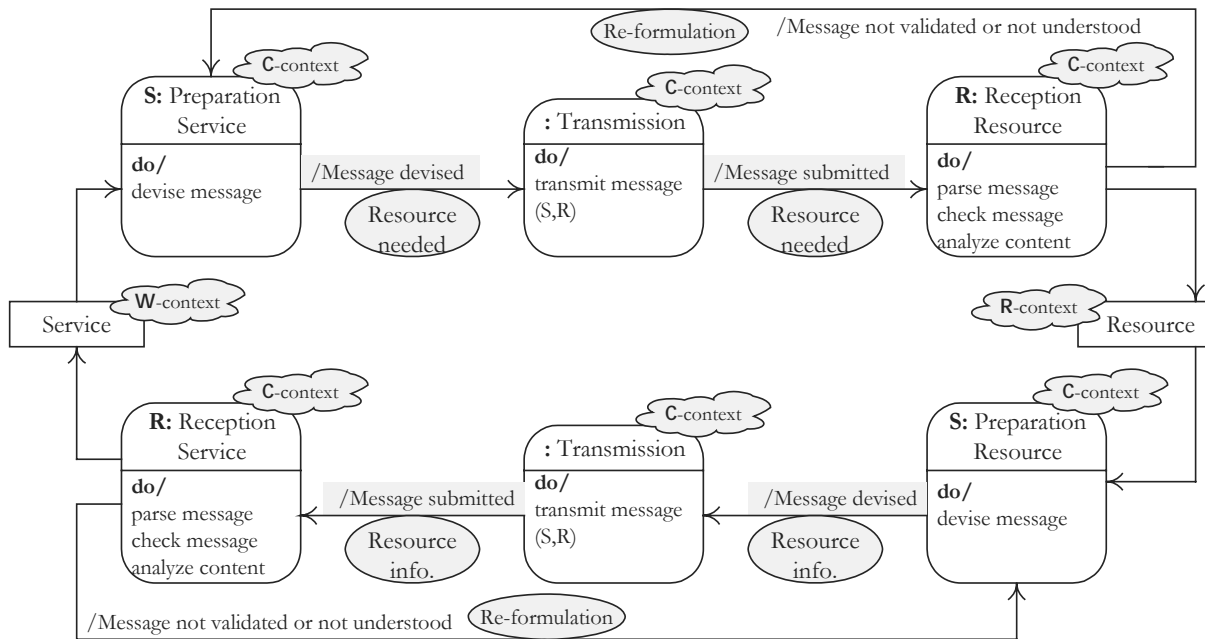 Re-formulation
/Message not validated or not understood
C-context
C-context
C-context
S: Preparation
Service
: Transmission
R: Reception
Resource
do/
devise message
/Message devised
Resource
needed
do/
transmit message
(S,R)
/Message submitted
Resource
needed
do/
parse message
check message
analyze content
W-context
Service
R-context
Resource
C-context
C-context
C-context
R: Reception
Service
: Transmission
S: Preparation
Resource
do/
parse message
check message
analyze content
/Message submitted
Resource
info.
do/
transmit message
(S,R)
/Message devised
Resource
info.
do/
devise message
/Message not validated or not understood
Re-formulation